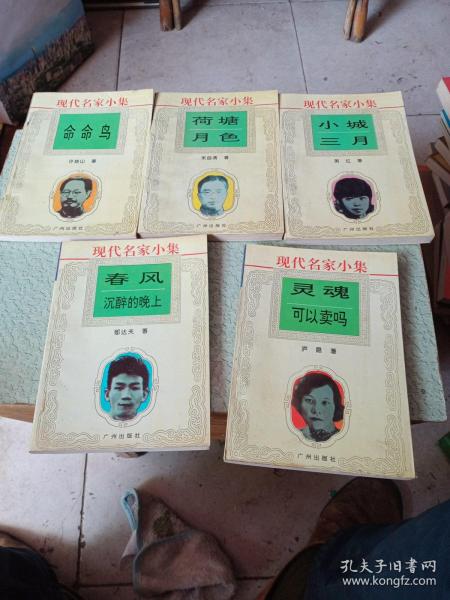 现代名家小集
命命鸟
许地山 著
广州出版社
现代名家小集
荷塘
月色
朱自清 著
广州出版社
现代名家小集
小城
三月
萧红 著
广州出版社
现代名家小集
春风
沉醉的晚上
郁达夫 著
广州出版社
现代名家小集
灵魂
可以卖吗
庐隐 著
广州出版社
孔夫子旧书网
www.kongfz.com